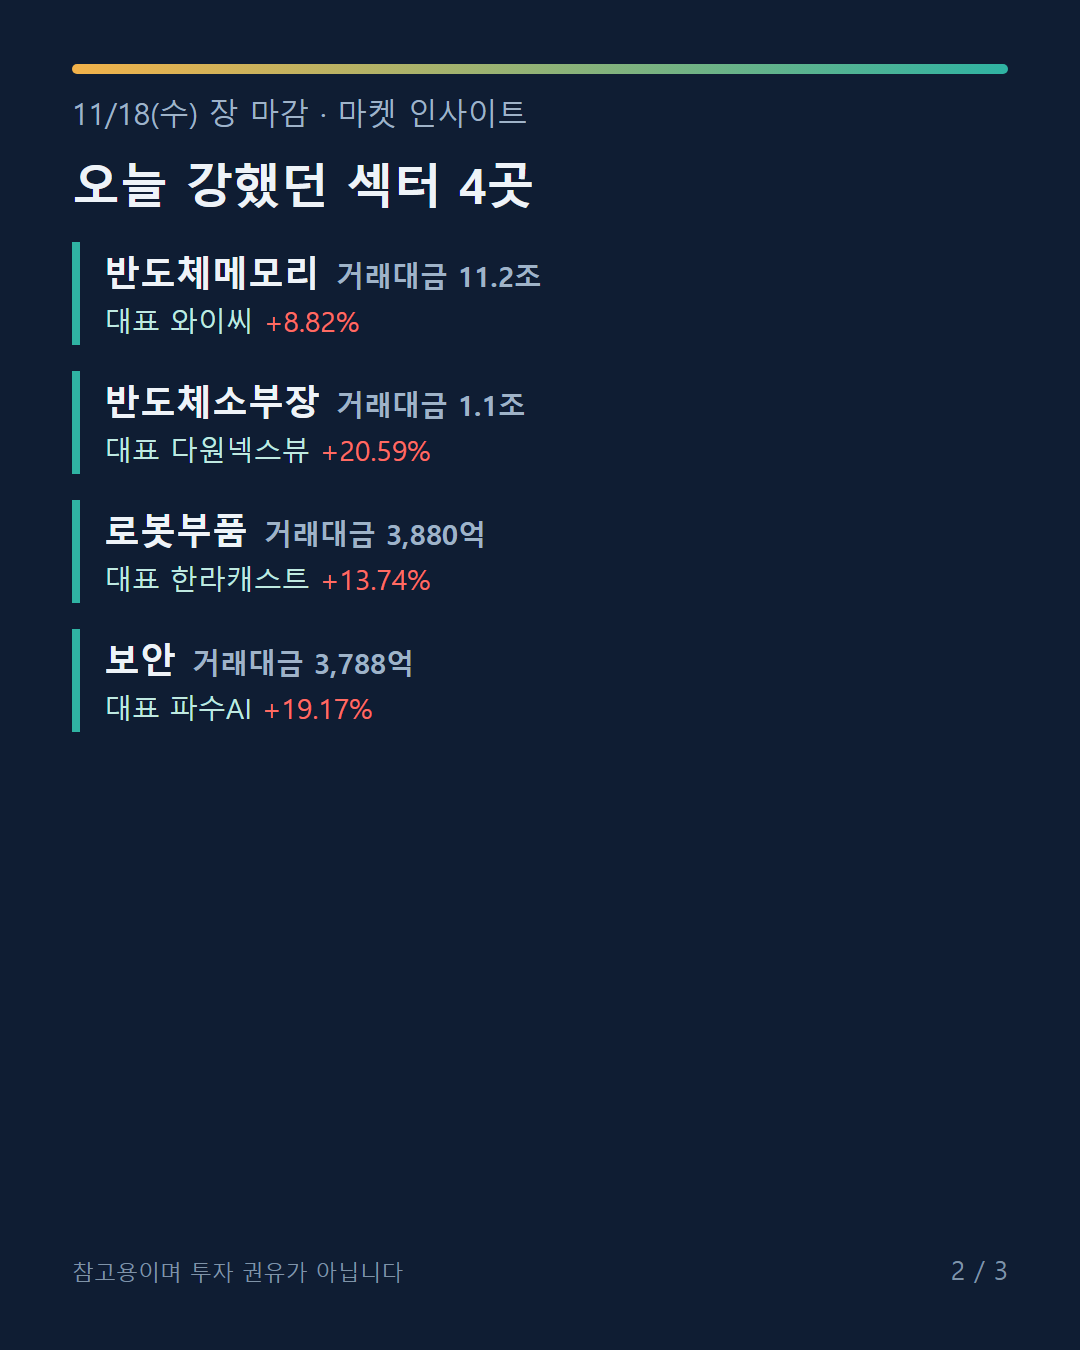 11/18(수) 장 마감 · 마켓 인사이트
오늘 강했던 섹터 4곳
반도체메모리 거래대금 11.2조
대표 와이씨 +8.82%
반도체소부장 거래대금 1.1조
대표 다원넥스뷰 +20.59%
로봇부품 거래대금 3,880억
대표 한라캐스트 +13.74%
보안 거래대금 3,788억
대표 파수AI +19.17%
참고용이며 투자 권유가 아닙니다
2 / 3